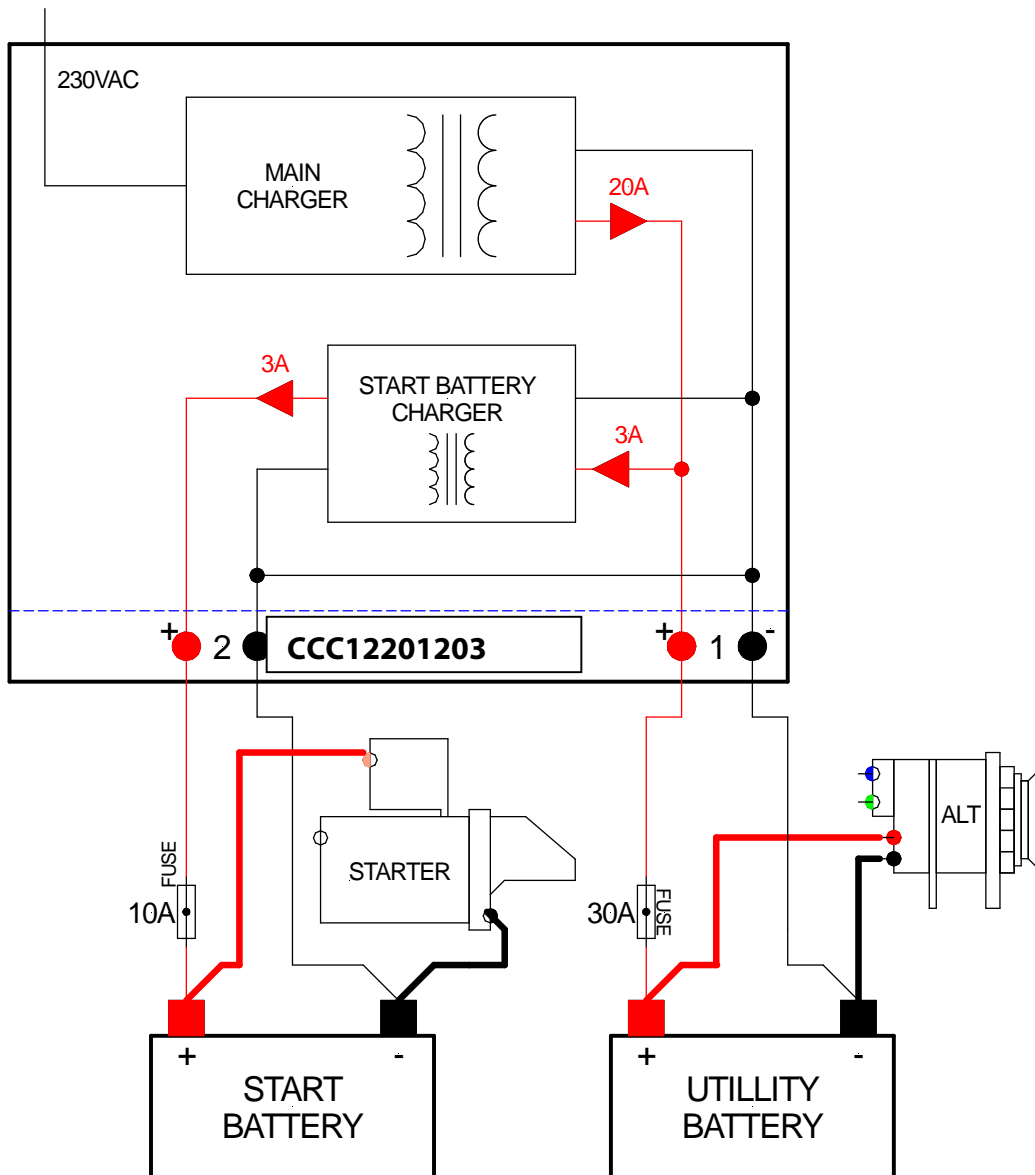 230VAC
MAIN
CHARGER
20A
3A
START BATTERY
CHARGER
3A
+
2
CCC12201203
+
1
-
ALT
STARTER
FUSE
10A
30A
FUSE
+
-
START
BATTERY
+
-
UTILLITY
BATTERY